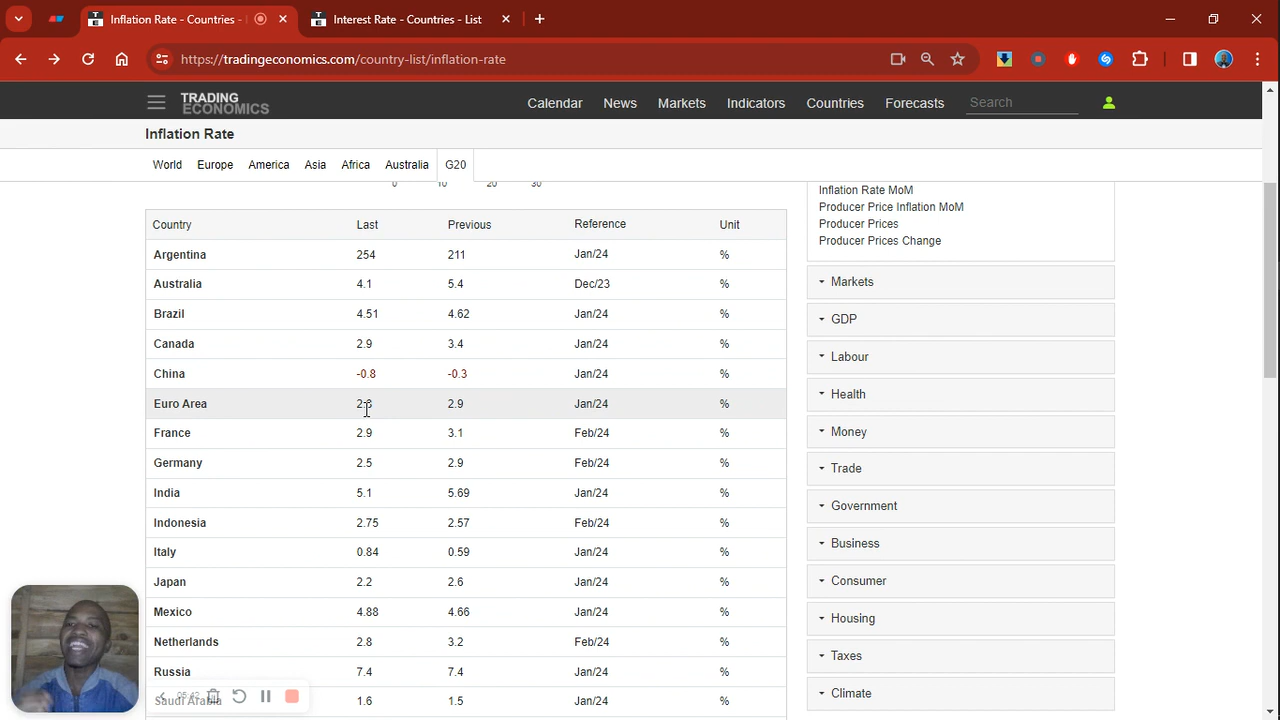 Inflation Rate - Countries -
Interest Rate - Countries - List
https://tradingeconomics.com/country-list/inflation-rate
TRADING ECONOMICS
Calendar News Markets Indicators Countries Forecasts Search
Inflation Rate
World Europe America Asia Africa Australia G20
0 10 20 30
Country Last Previous Reference Unit
Argentina 254 211 Jan/24 %
Australia 4.1 5.4 Dec/23 %
Brazil 4.51 4.62 Jan/24 %
Canada 2.9 3.4 Jan/24 %
China -0.8 -0.3 Jan/24 %
Euro Area 2.9 Jan/24 %
France 2.9 3.1 Feb/24 %
Germany 2.5 2.9 Feb/24 %
India 5.1 5.69 Jan/24 %
Indonesia 2.75 2.57 Feb/24 %
Italy 0.84 0.59 Jan/24 %
Japan 2.2 2.6 Jan/24 %
Mexico 4.88 4.66 Jan/24 %
Netherlands 2.8 3.2 Feb/24 %
Russia 7.4 7.4 Jan/24 %
Saudi Arabia 1.6 1.5 Jan/24 %
Inflation Rate MoM
Producer Price Inflation MoM
Producer Prices
Producer Prices Change
Markets
GDP
Labour
Health
Money
Trade
Government
Business
Consumer
Housing
Taxes
Climate